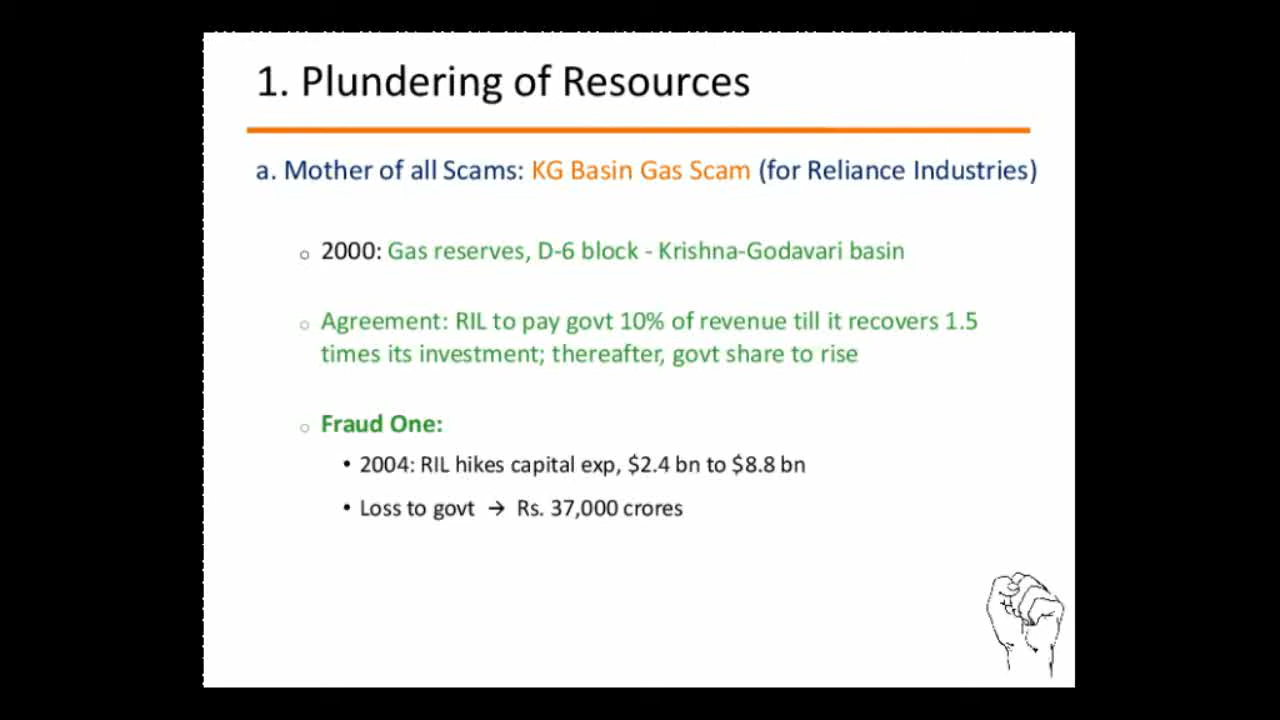 1. Plundering of Resources
a. Mother of all Scams: KG Basin Gas Scam (for Reliance Industries)
○ 2000: Gas reserves, D-6 block - Krishna-Godavari basin
○ Agreement: RIL to pay govt 10% of revenue till it recovers 1.5
times its investment; thereafter, govt share to rise
○ Fraud One:
• 2004: RIL hikes capital exp, $2.4 bn to $8.8 bn
• Loss to govt → Rs. 37,000 crores